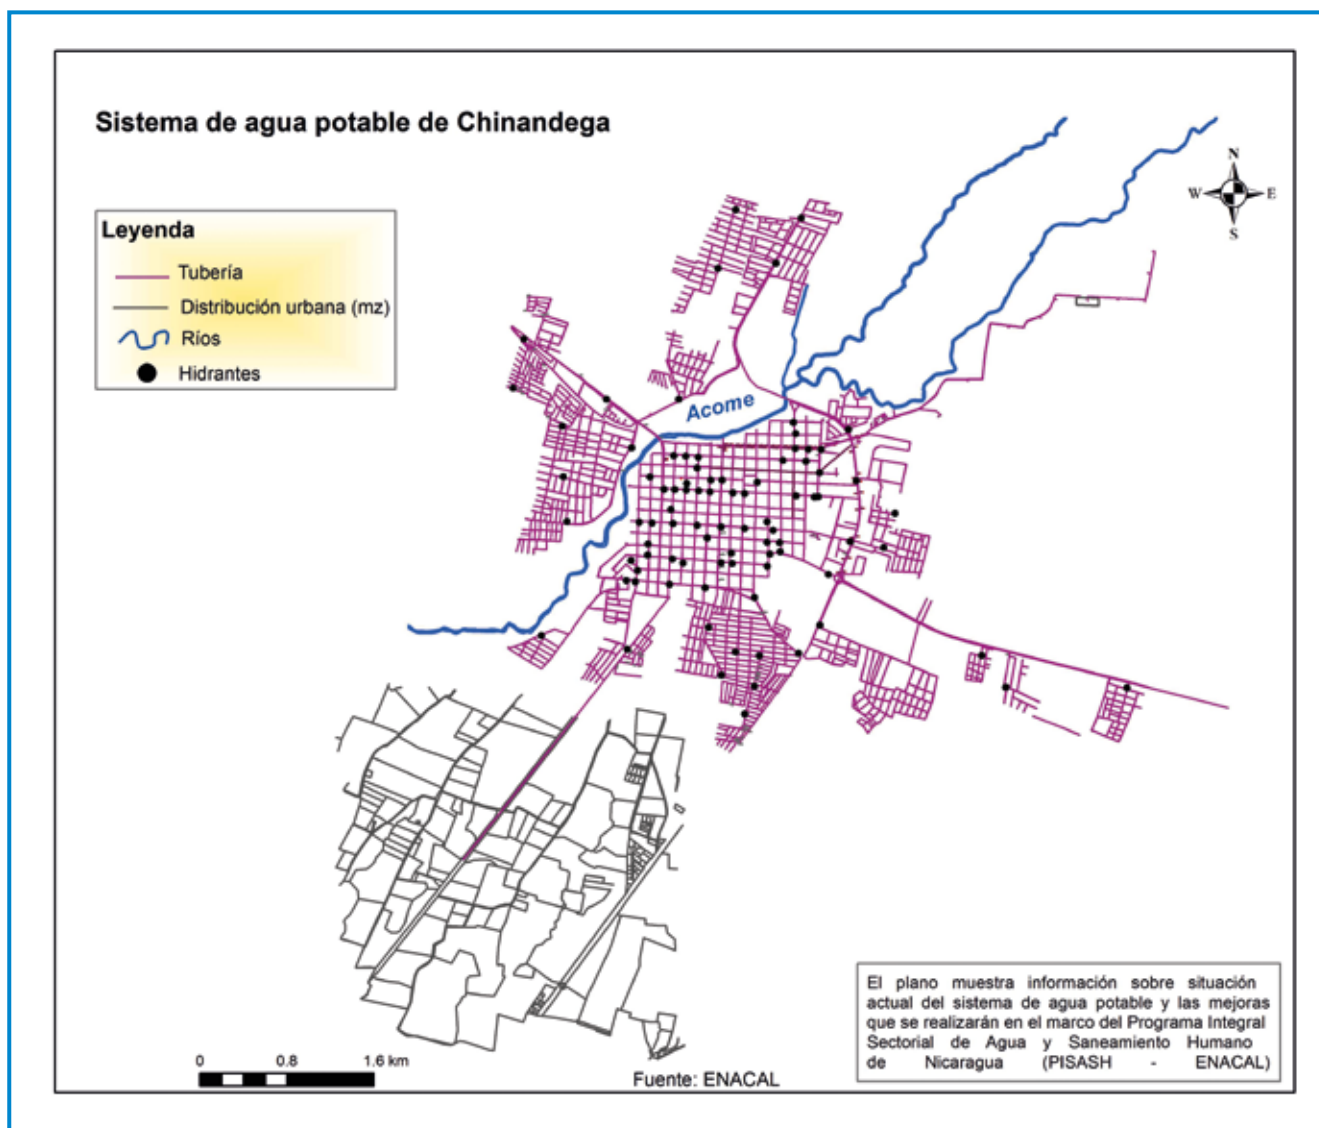 Sistema de agua potable de Chinandega
N
W E
S
Leyenda
Tubería
Distribución urbana (mz)
Ríos
Hidrantes
Acome
El plano muestra información sobre situación
actual del sistema de agua potable y las mejoras
que se realizarán en el marco del Programa Integral
Sectorial de Agua y Saneamiento Humano
de Nicaragua (PISASH - ENACAL)
0 0.8 1.6 km
Fuente: ENACAL